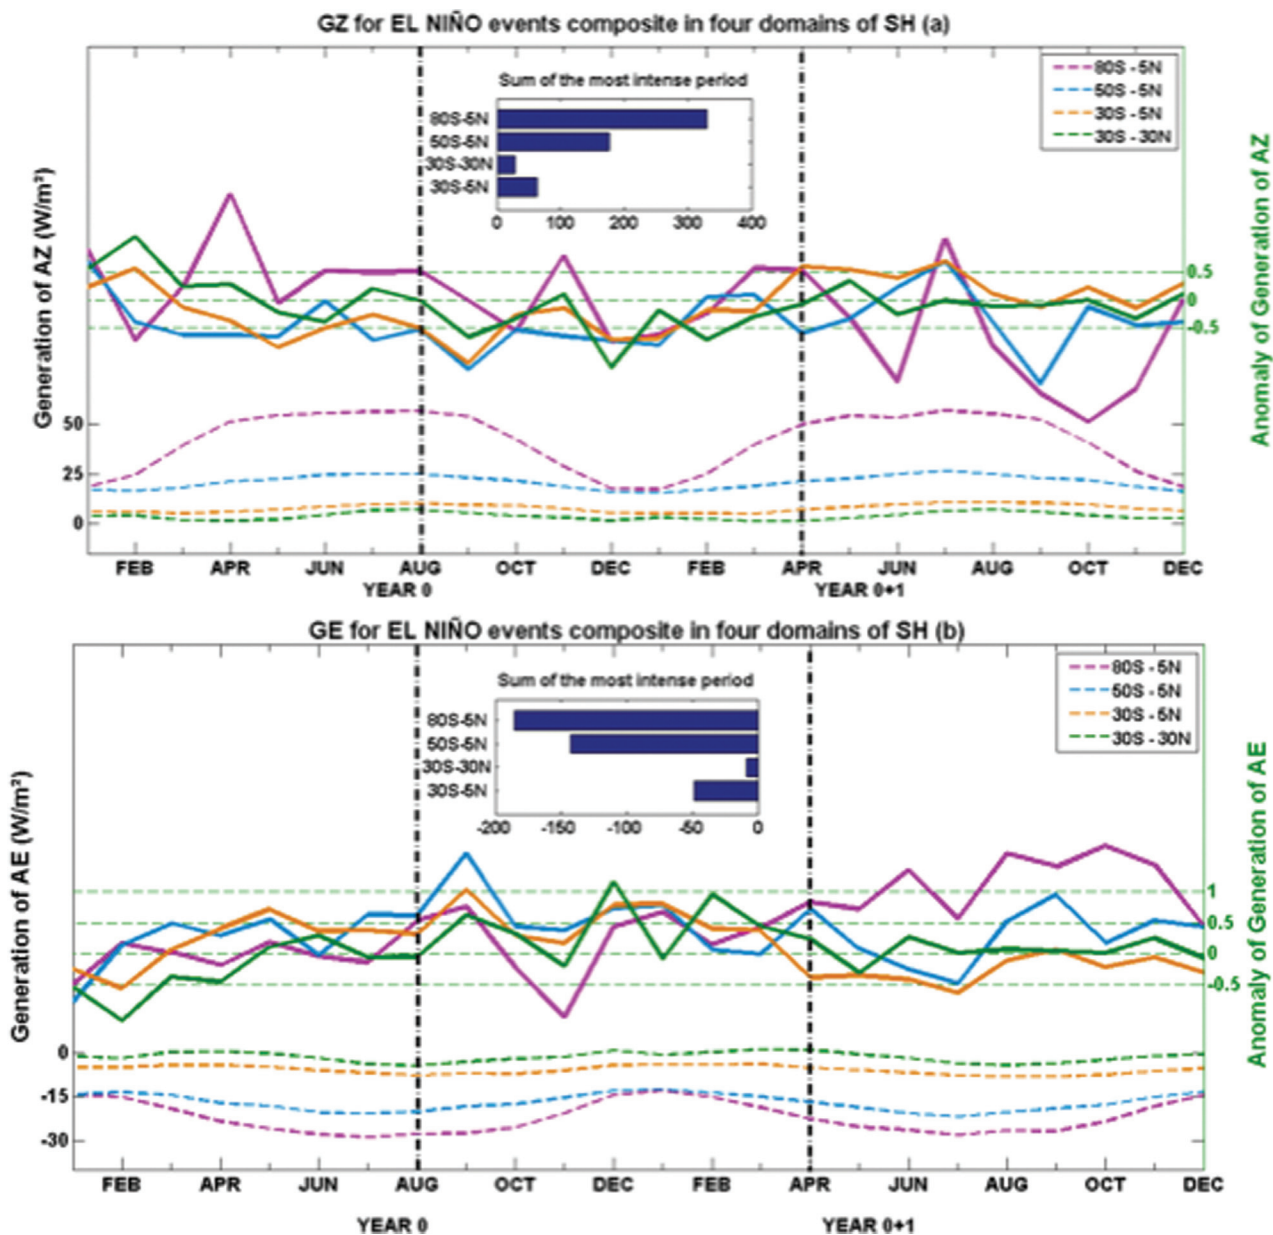 GZ for EL NIÑO events composite in four domains of SH (a)
Sum of the most intense period
80S-5N
50S-5N
30S-30N
30S-5N
0 100 200 300 400
80S - 5N
50S - 5N
30S - 5N
30S - 30N
Generation of AZ (W/m²)
50
25
0
0.5
0
-0.5
Anomaly of Generation of AZ
FEB APR JUN AUG OCT DEC FEB APR JUN AUG OCT DEC
YEAR 0 YEAR 0+1
GE for EL NIÑO events composite in four domains of SH (b)
Sum of the most intense period
80S-5N
50S-5N
30S-30N
30S-5N
-200 -150 -100 -50 0
80S - 5N
50S - 5N
30S - 5N
30S - 30N
Generation of AE (W/m²)
0
-15
-30
1
0.5
0
-0.5
Anomaly of Generation of AE
FEB APR JUN AUG OCT DEC FEB APR JUN AUG OCT DEC
YEAR 0 YEAR 0+1